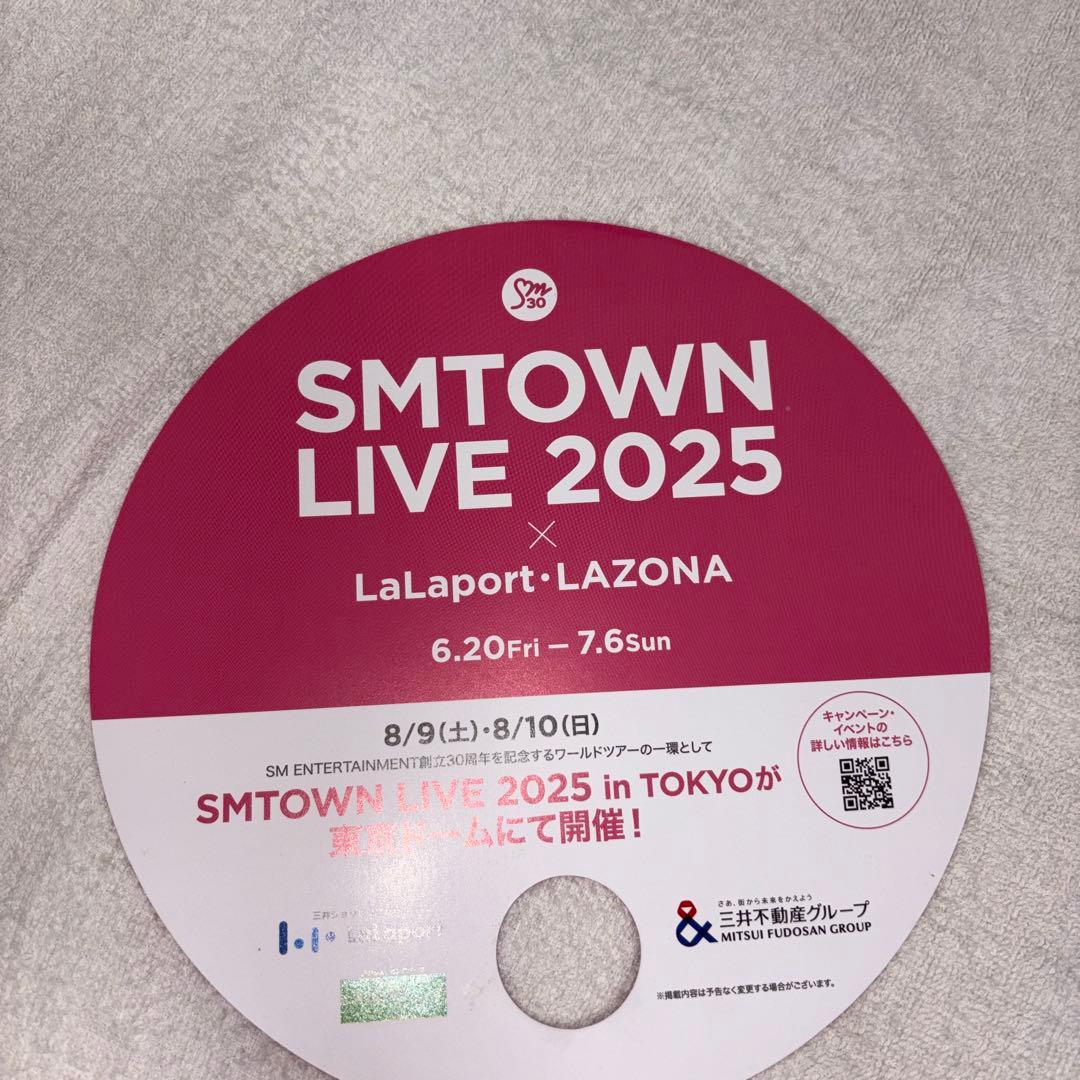 Sm
30
SMTOWN
LIVE 2025
×
LaLaport・LAZONA
6.20Fri – 7.6Sun
8/9(土)・8/10(日)
SM ENTERTAINMENT創立30周年を記念するワールドツアーの一環として
SMTOWN LIVE 2025 in TOKYOが
東京ドームにて開催！
キャンペーン・
イベントの
詳しい情報はこちら
三井ショ
LaLaport
さあ、街から未来をかえよう
三井不動産グループ
MITSUI FUDOSAN GROUP
※掲載内容は予告なく変更する場合がございます。